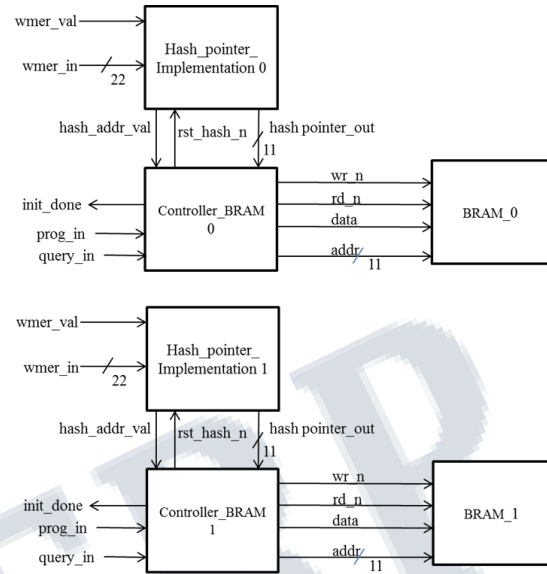 wmer_val
Hash_pointer_
Implementation 0
wmer_in
22
hash_addr_val
rst_hash_n
hash pointer_out
11
wr_n
rd_n
data
addr
11
init_done
prog_in
query_in
Controller_BRAM
0
BRAM_0
wmer_val
Hash_pointer_
Implementation 1
wmer_in
22
hash_addr_val
rst_hash_n
hash pointer_out
11
wr_n
rd_n
data
addr
11
init_done
prog_in
query_in
Controller_BRAM
1
BRAM_1